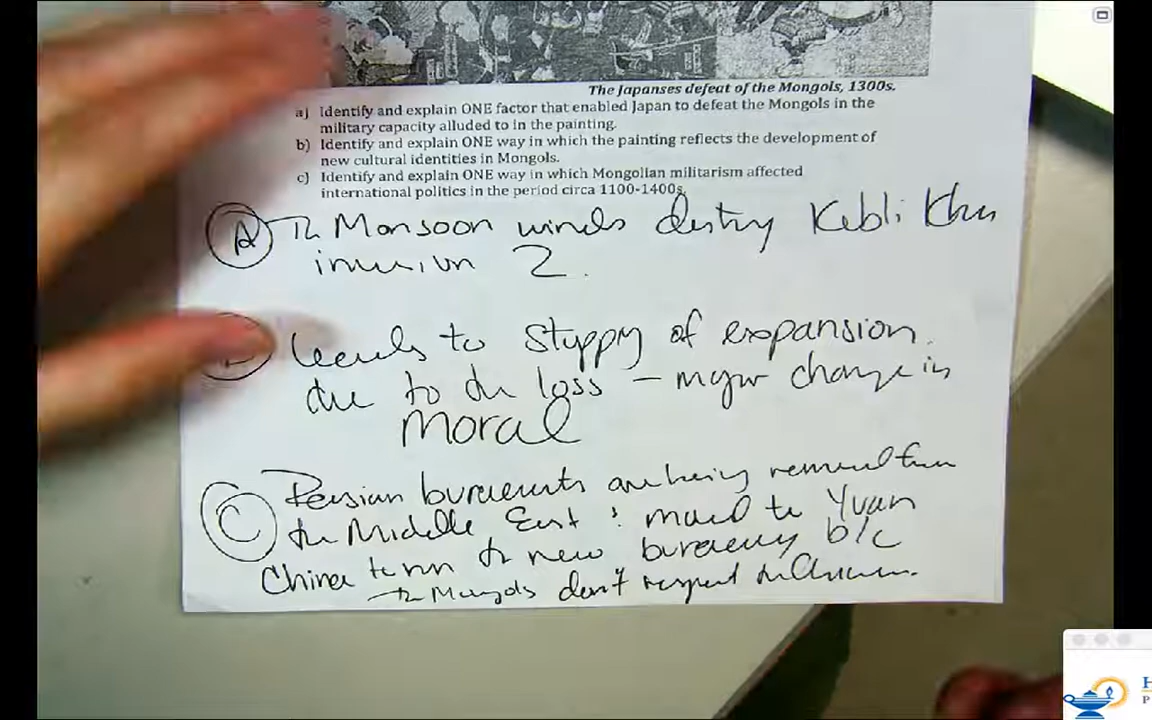 The Japanses defeat of the Mongols, 1300s.
a) Identify and explain ONE factor that enabled Japan to defeat the Mongols in the
military capacity alluded to in the painting.
b) Identify and explain ONE way in which the painting reflects the development of
new cultural identities in Mongols.
c) Identify and explain ONE way in which Mongolian militarism affected
international politics in the period circa 1100-1400s.
A The Monsoon winds destroy Kubli Khan
invasion 2.
leads to stopping of expansion
due to the loss – major change in
Moral
C Persian bureacrats are being removed from
the Middle East & moved to Yuan
China to run the new bureaucracy b/c
the Mongols don't respect the Chinese.
H
P